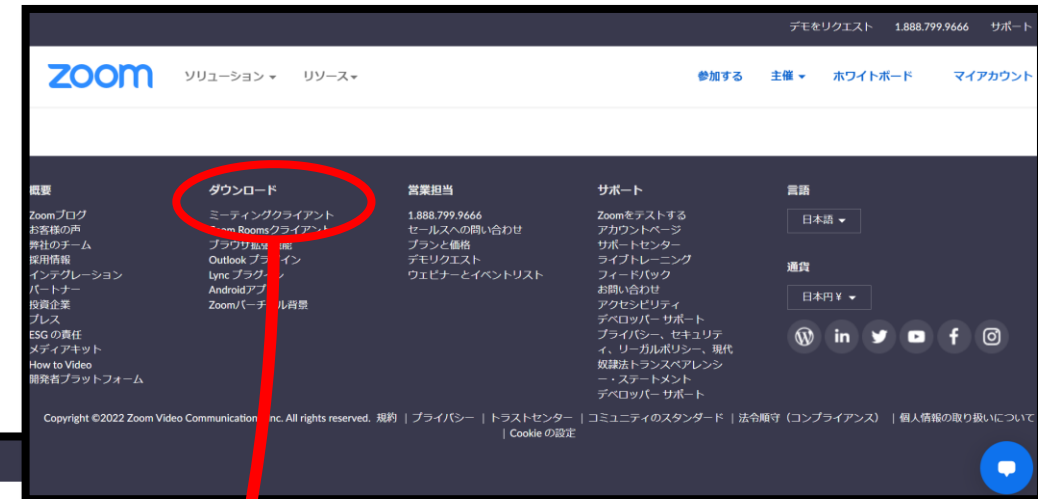 デモをリクエスト 1.888.799.9666 サポート
zoom ソリューション リソース 参加する 主催 ホワイトボード マイアカウント
概要
Zoomブログ
お客様の声
弊社のチーム
採用情報
インテグレーション
パートナー
投資企業
プレス
ESG の責任
メディアキット
How to Video
開発者プラットフォーム
ダウンロード
ミーティングクライアント
Zoom Roomsクライアント
ブラウザ拡張機能
Outlook プラグイン
Lync プラグイン
Androidアプ
Zoomバーチャル背景
営業担当
1.888.799.9666
セールスへの問い合わせ
プランと価格
デモリクエスト
ウェビナーとイベントリスト
サポート
Zoomをテストする
アカウントページ
サポートセンター
ライブトレーニング
フィードバック
お問い合わせ
アクセシビリティ
デベロッパー サポート
プライバシー、セキュリテ
ィ、リーガルポリシー、現代
奴隷法トランスペアレンシ
ー・ステートメント
デベロッパー サポート
言語
日本語
通貨
日本円 ¥
Copyright ©2022 Zoom Video Communications, Inc. All rights reserved. 規約 | プライバシー | トラストセンター | コミュニティのスタンダード | 法令順守（コンプライアンス） | 個人情報の取り扱いについて
| Cookie の設定